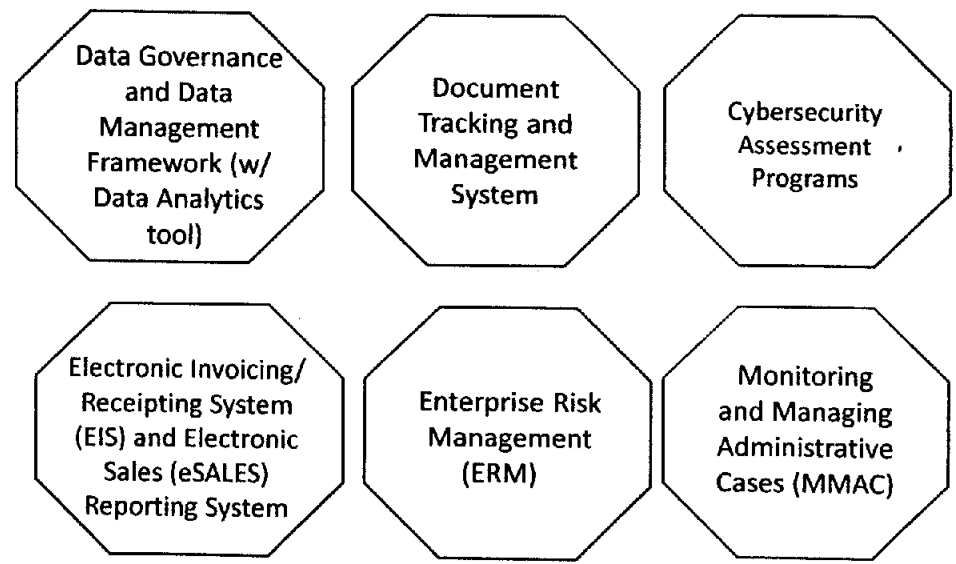 Data Governance
and Data
Management
Framework (w/
Data Analytics
tool)
Document
Tracking and
Management
System
Cybersecurity
Assessment
Programs
Electronic Invoicing/
Receipting System
(EIS) and Electronic
Sales (eSALES)
Reporting System
Enterprise Risk
Management
(ERM)
Monitoring
and Managing
Administrative
Cases (MMAC)